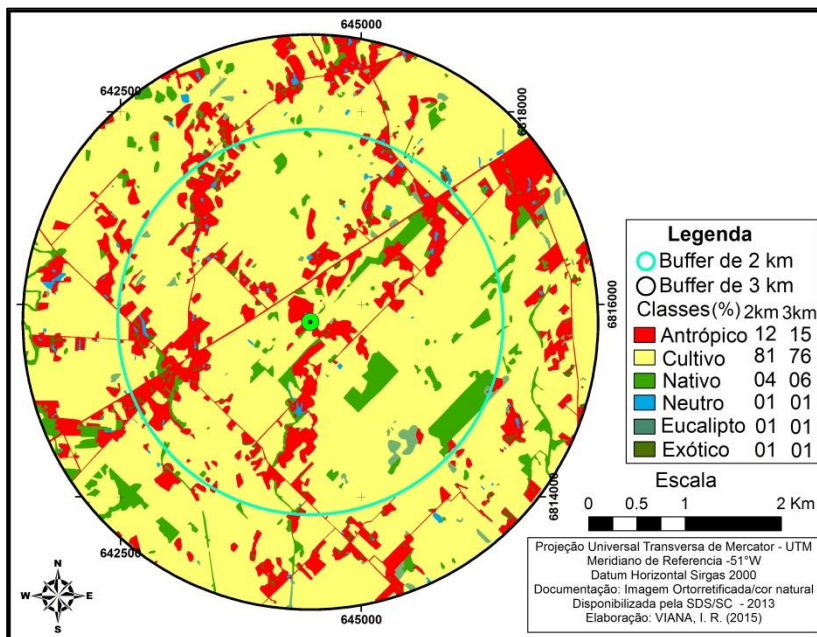 645000
642500
6818000
6816000
6814000
642500
645000
N
W E
S
Legenda
Buffer de 2 km
Buffer de 3 km
Classes(%) 2km 3km
Antrópico 12 15
Cultivo 81 76
Nativo 04 06
Neutro 01 01
Eucalipto 01 01
Exótico 01 01
Escala
0 0,5 1 2 Km
Projeção Universal Transversa de Mercator - UTM
Meridiano de Referencia -51°W
Datum Horizontal Sirgas 2000
Documentação: Imagem Ortorretificada/cor natural
Disponibilizada pela SDS/SC - 2013
Elaboração: VIANA, I. R. (2015)